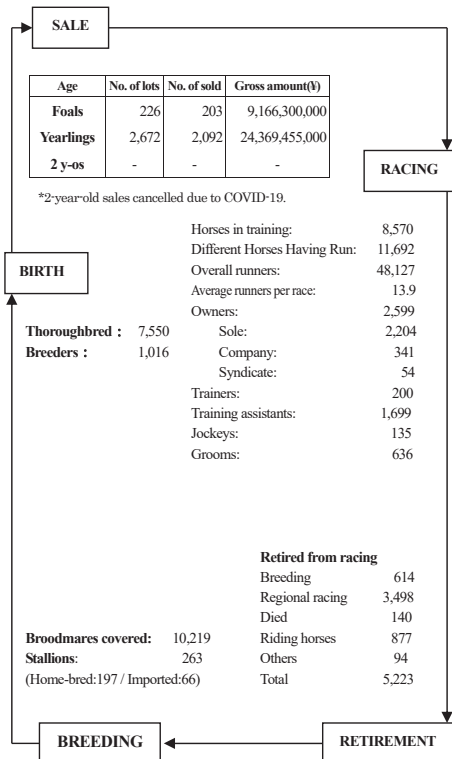 SALE
Age No. of lots No. of sold Gross amount(¥)
Foals 226 203 9,166,300,000
Yearlings 2,672 2,092 24,369,455,000
2 y-os - - -
*2-year-old sales cancelled due to COVID-19.
RACING
Horses in training: 8,570
Different Horses Having Run: 11,692
Overall runners: 48,127
Average runners per race: 13.9
Owners: 2,599
Sole: 2,204
Company: 341
Syndicate: 54
Trainers: 200
Training assistants: 1,699
Jockeys: 135
Grooms: 636
BIRTH
Thoroughbred : 7,550
Breeders : 1,016
Retired from racing
Breeding 614
Regional racing 3,498
Died 140
Riding horses 877
Others 94
Total 5,223
Broodmares covered: 10,219
Stallions: 263
(Home-bred:197 / Imported:66)
BREEDING
RETIREMENT